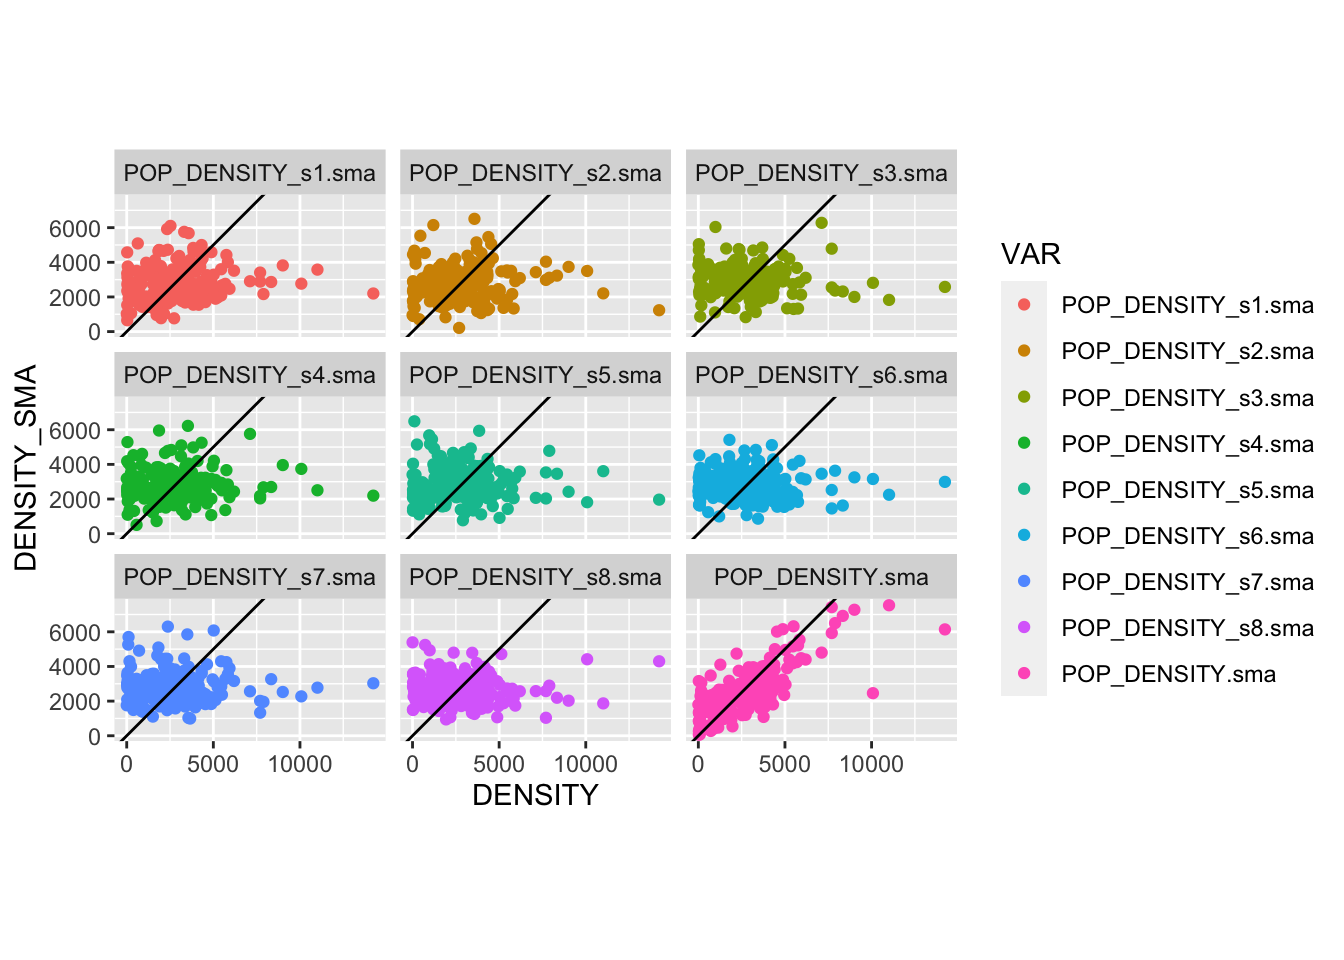 POP_DENSITY_s1.sma
POP_DENSITY_s2.sma
POP_DENSITY_s3.sma
6000
4000
2000
0
POP_DENSITY_s4.sma
POP_DENSITY_s5.sma
POP_DENSITY_s6.sma
6000
4000
2000
0
POP_DENSITY_s7.sma
POP_DENSITY_s8.sma
POP_DENSITY.sma
6000
4000
2000
0
0 5000 10000
0 5000 10000
0 5000 10000
DENSITY
DENSITY_SMA
VAR
POP_DENSITY_s1.sma
POP_DENSITY_s2.sma
POP_DENSITY_s3.sma
POP_DENSITY_s4.sma
POP_DENSITY_s5.sma
POP_DENSITY_s6.sma
POP_DENSITY_s7.sma
POP_DENSITY_s8.sma
POP_DENSITY.sma